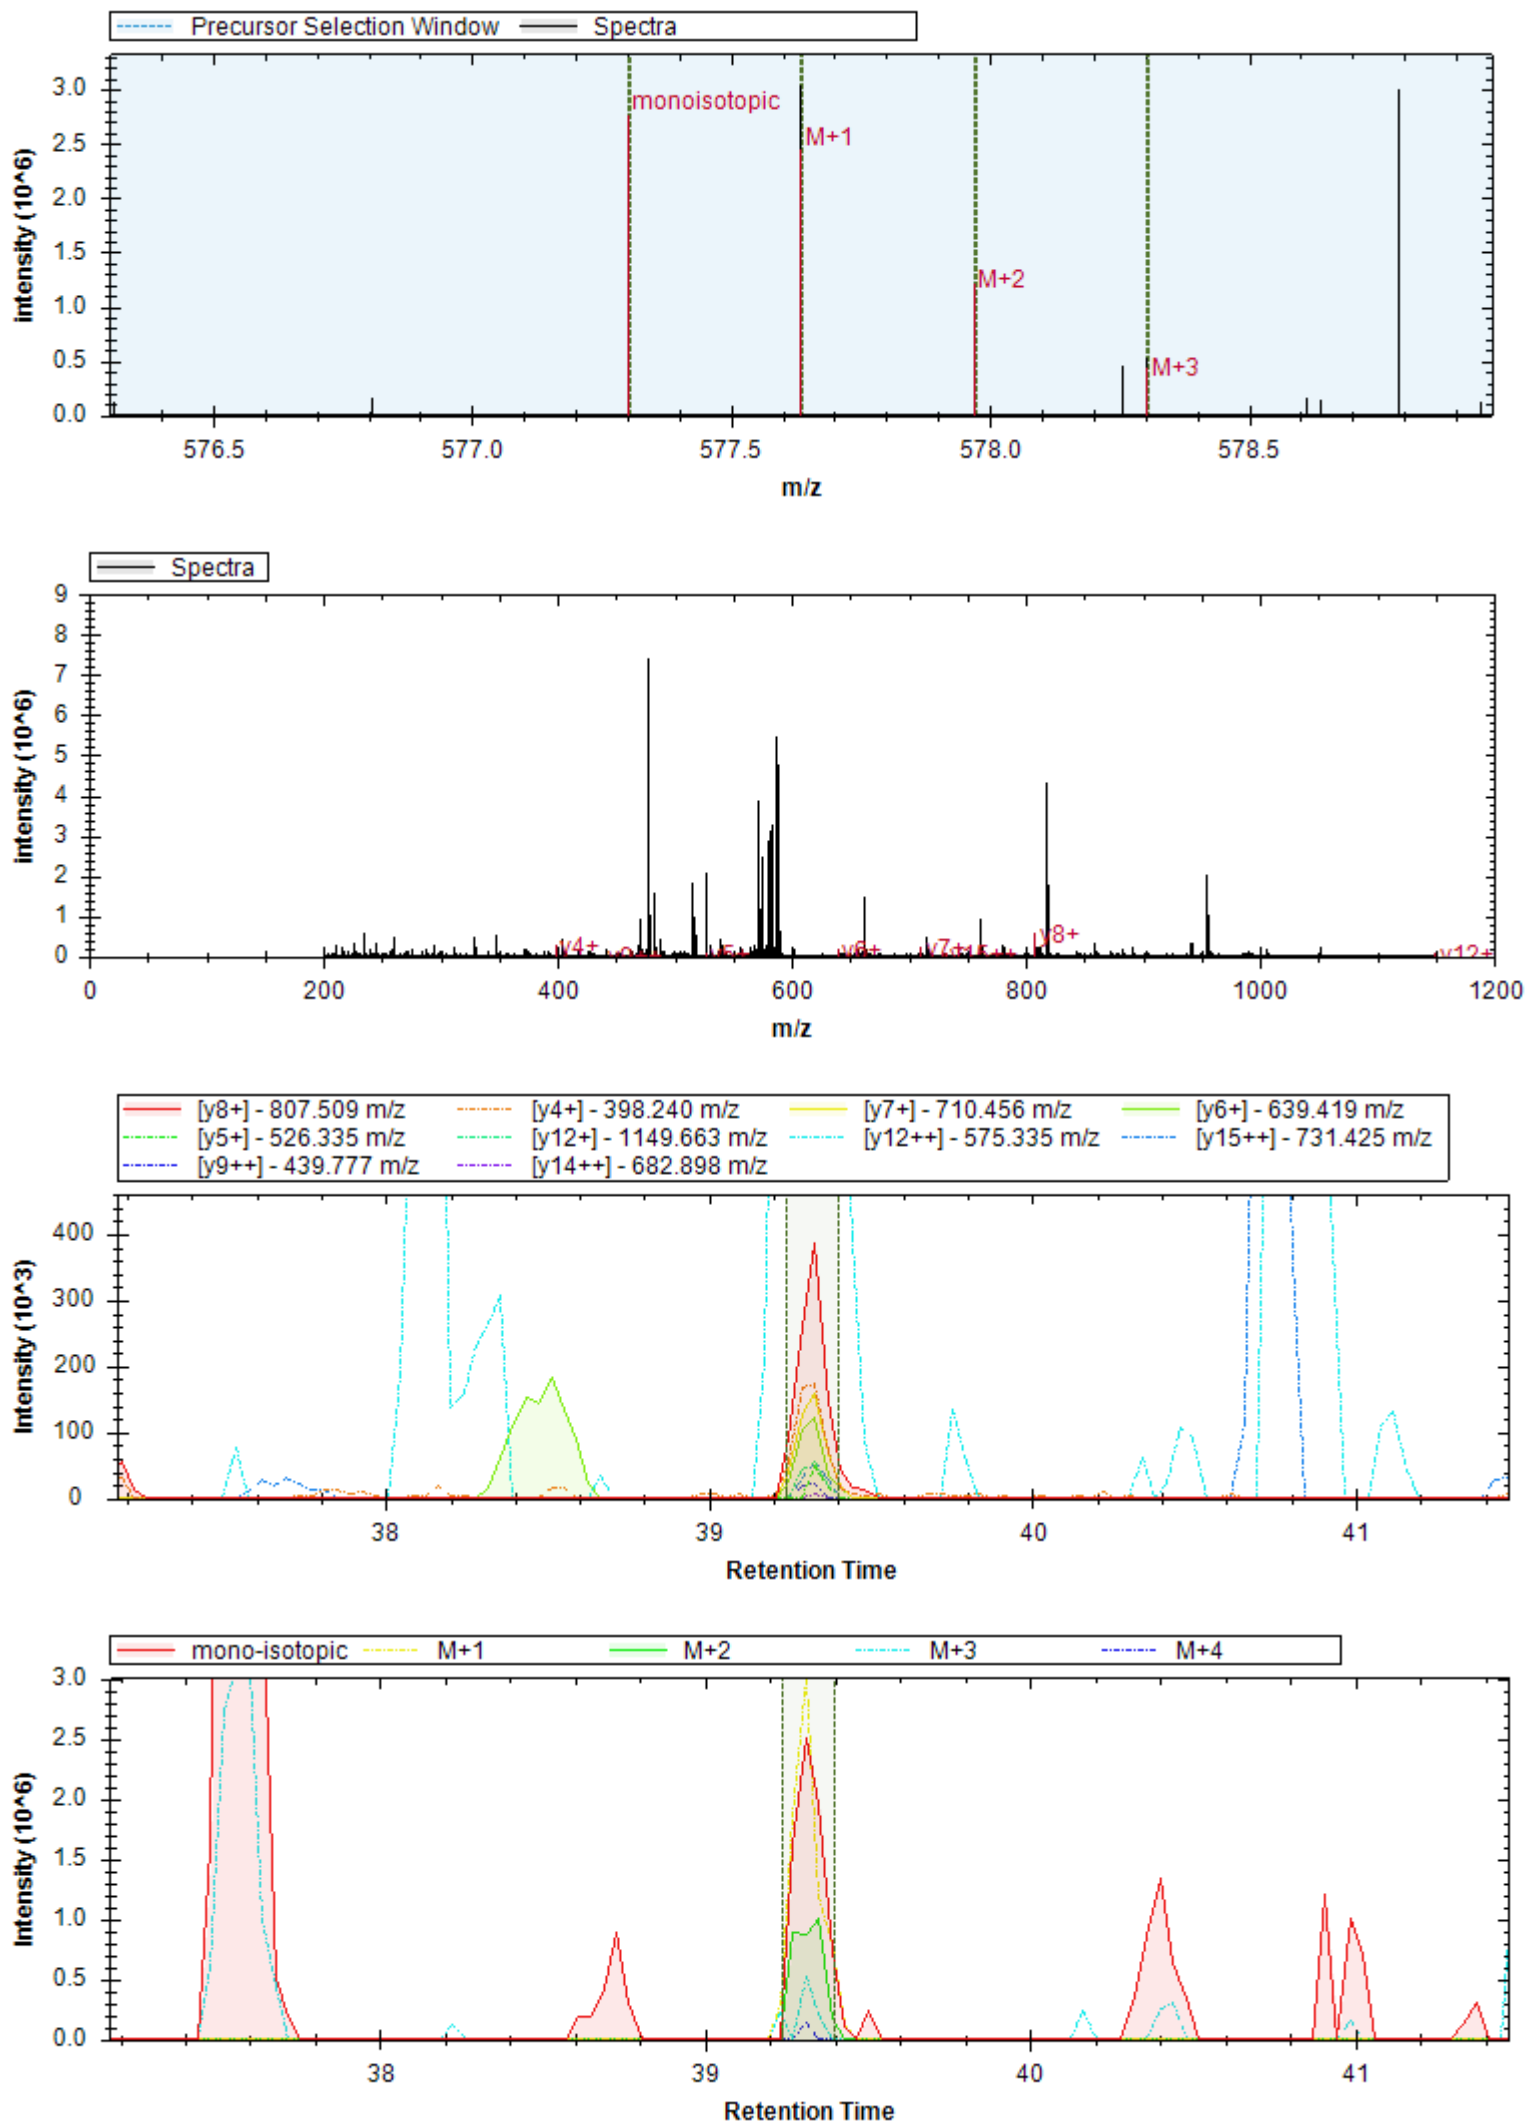 Precursor Selection Window Spectra
3.0
2.5
2.0
1.5
1.0
0.5
0.0
intensity (10^6)
monoisotopic
M+1
M+2
M+3
576.5 577.0 577.5 578.0 578.5
m/z
Spectra
9
8
7
6
5
4
3
2
1
0
intensity (10^6)
y4+ y6+ y7+ y8+ y12+
0 200 400 600 800 1000 1200
m/z
[y8+] - 807.509 m/z [y4+] - 398.240 m/z [y7+] - 710.456 m/z [y6+] - 639.419 m/z
[y5+] - 526.335 m/z [y12+] - 1149.663 m/z [y12++] - 575.335 m/z [y15++] - 731.425 m/z
[y9++] - 439.777 m/z [y14++] - 682.898 m/z
400
300
200
100
0
Intensity (10^3)
38 39 40 41
Retention Time
mono-isotopic M+1 M+2 M+3 M+4
3.0
2.5
2.0
1.5
1.0
0.5
0.0
Intensity (10^6)
38 39 40 41
Retention Time